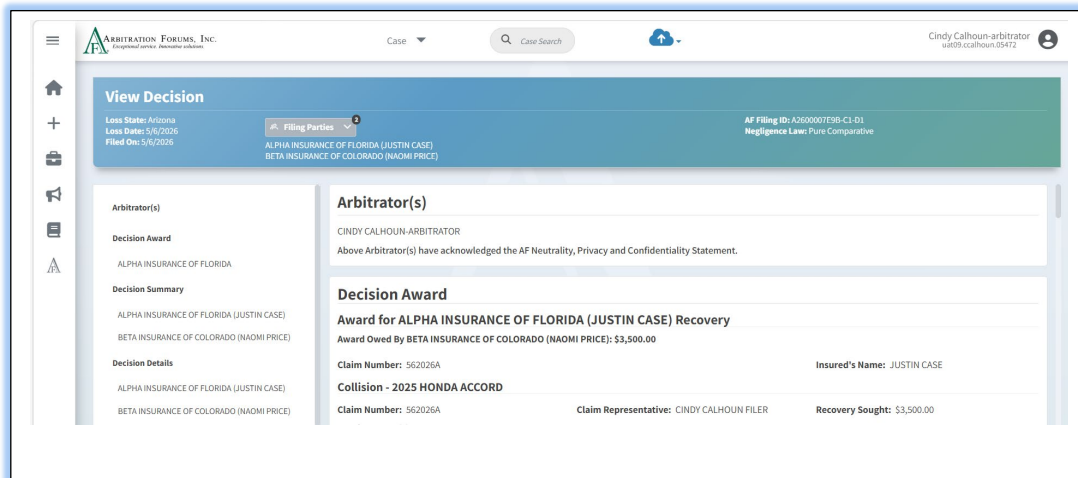 ARBITRATION FORUMS, INC.
Exceptional service. Innovative solutions
Case
Case Search
Cindy Calhoun-arbitrator
uat09.ccalhoun.05472
View Decision
Loss State: Arizona
Loss Date: 5/6/2026
Filed On: 5/6/2026
Filing Parties
2
ALPHA INSURANCE OF FLORIDA (JUSTIN CASE)
BETA INSURANCE OF COLORADO (NAOMI PRICE)
AF Filing ID: A2600007E9B-C1-D1
Negligence Law: Pure Comparative
Arbitrator(s)
Decision Award
ALPHA INSURANCE OF FLORIDA
Decision Summary
ALPHA INSURANCE OF FLORIDA (JUSTIN CASE)
BETA INSURANCE OF COLORADO (NAOMI PRICE)
Decision Details
ALPHA INSURANCE OF FLORIDA (JUSTIN CASE)
BETA INSURANCE OF COLORADO (NAOMI PRICE)
Arbitrator(s)
CINDY CALHOUN-ARBITRATOR
Above Arbitrator(s) have acknowledged the AF Neutrality, Privacy and Confidentiality Statement.
Decision Award
Award for ALPHA INSURANCE OF FLORIDA (JUSTIN CASE) Recovery
Award Owed By BETA INSURANCE OF COLORADO (NAOMI PRICE): $3,500.00
Claim Number: 562026A Insured's Name: JUSTIN CASE
Collision - 2025 HONDA ACCORD
Claim Number: 562026A Claim Representative: CINDY CALHOUN FILER Recovery Sought: $3,500.00